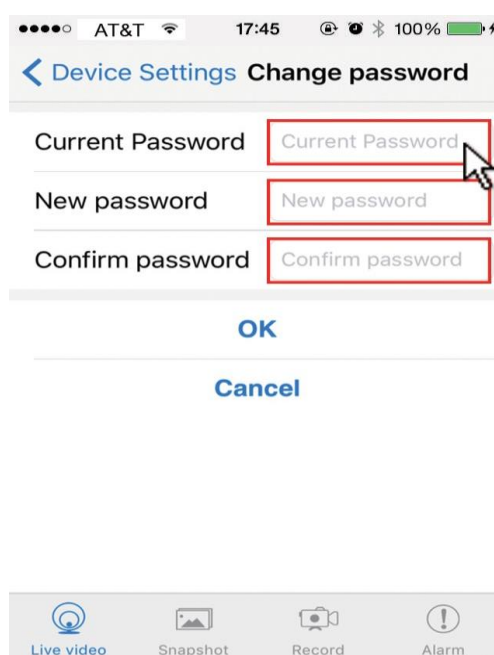 AT&T 17:45 100%
Device Settings Change password
Current Password Current Password
New password New password
Confirm password Confirm password
OK
Cancel
Live video Snapshot Record Alarm